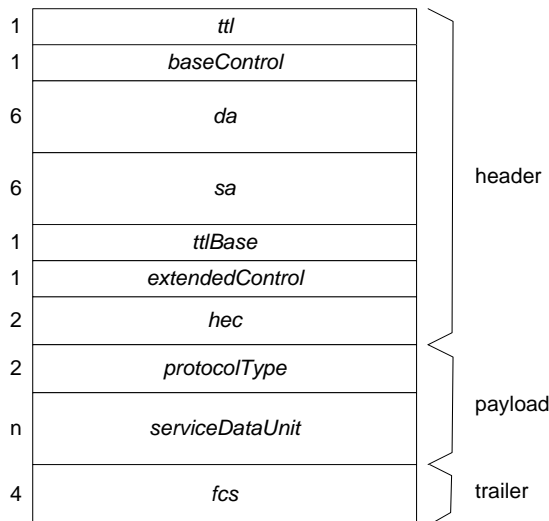 1 ttl
1 baseControl
6 da
6 sa
header
1 ttlBase
1 extendedControl
2 hec
2 protocolType
payload
n serviceDataUnit
4 fcs
trailer